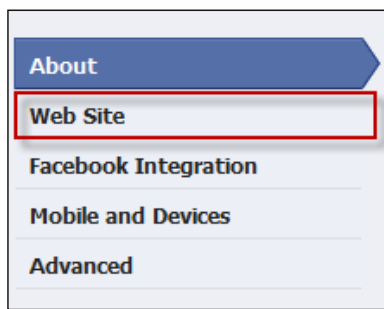 About
Web Site
Facebook Integration
Mobile and Devices
Advanced